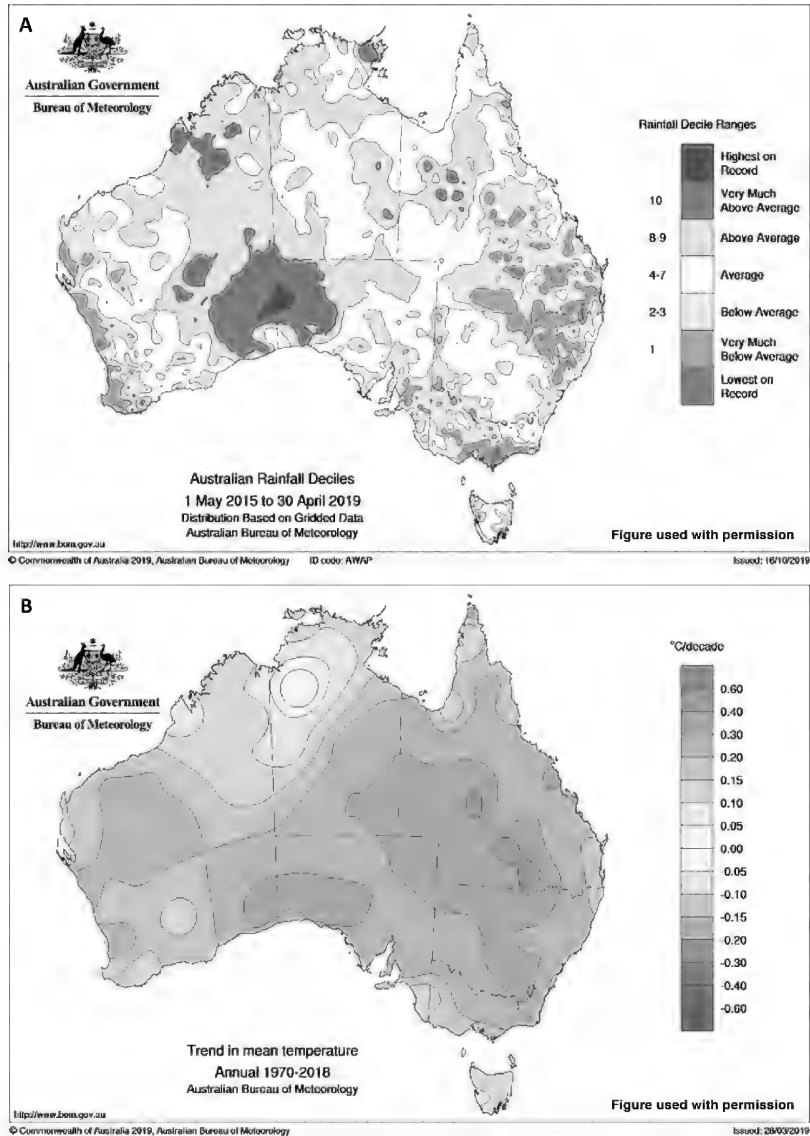 A
Australian Government
Bureau of Meteorology
Rainfall Decile Ranges
Highest on
Record
10
Very Much
Above Average
8-9
Above Average
4-7
Average
2-3
Below Average
1
Very Much
Below Average
Lowest on
Record
Australian Rainfall Deciles
1 May 2015 to 30 April 2019
Distribution Based on Gridded Data
Australian Bureau of Meteorology
http://www.bom.gov.au
Figure used with permission
© Commonwealth of Australia 2019, Australian Bureau of Meteorology ID code: AWAP Issued: 16/10/2019
B
Australian Government
Bureau of Meteorology
°C/decade
0.60
0.40
0.30
0.20
0.15
0.10
0.05
0.00
-0.05
-0.10
-0.15
-0.20
-0.30
-0.40
-0.60
Trend in mean temperature
Annual 1970-2018
Australian Bureau of Meteorology
http://www.bom.gov.au
Figure used with permission
© Commonwealth of Australia 2019, Australian Bureau of Meteorology Issued: 28/03/2019